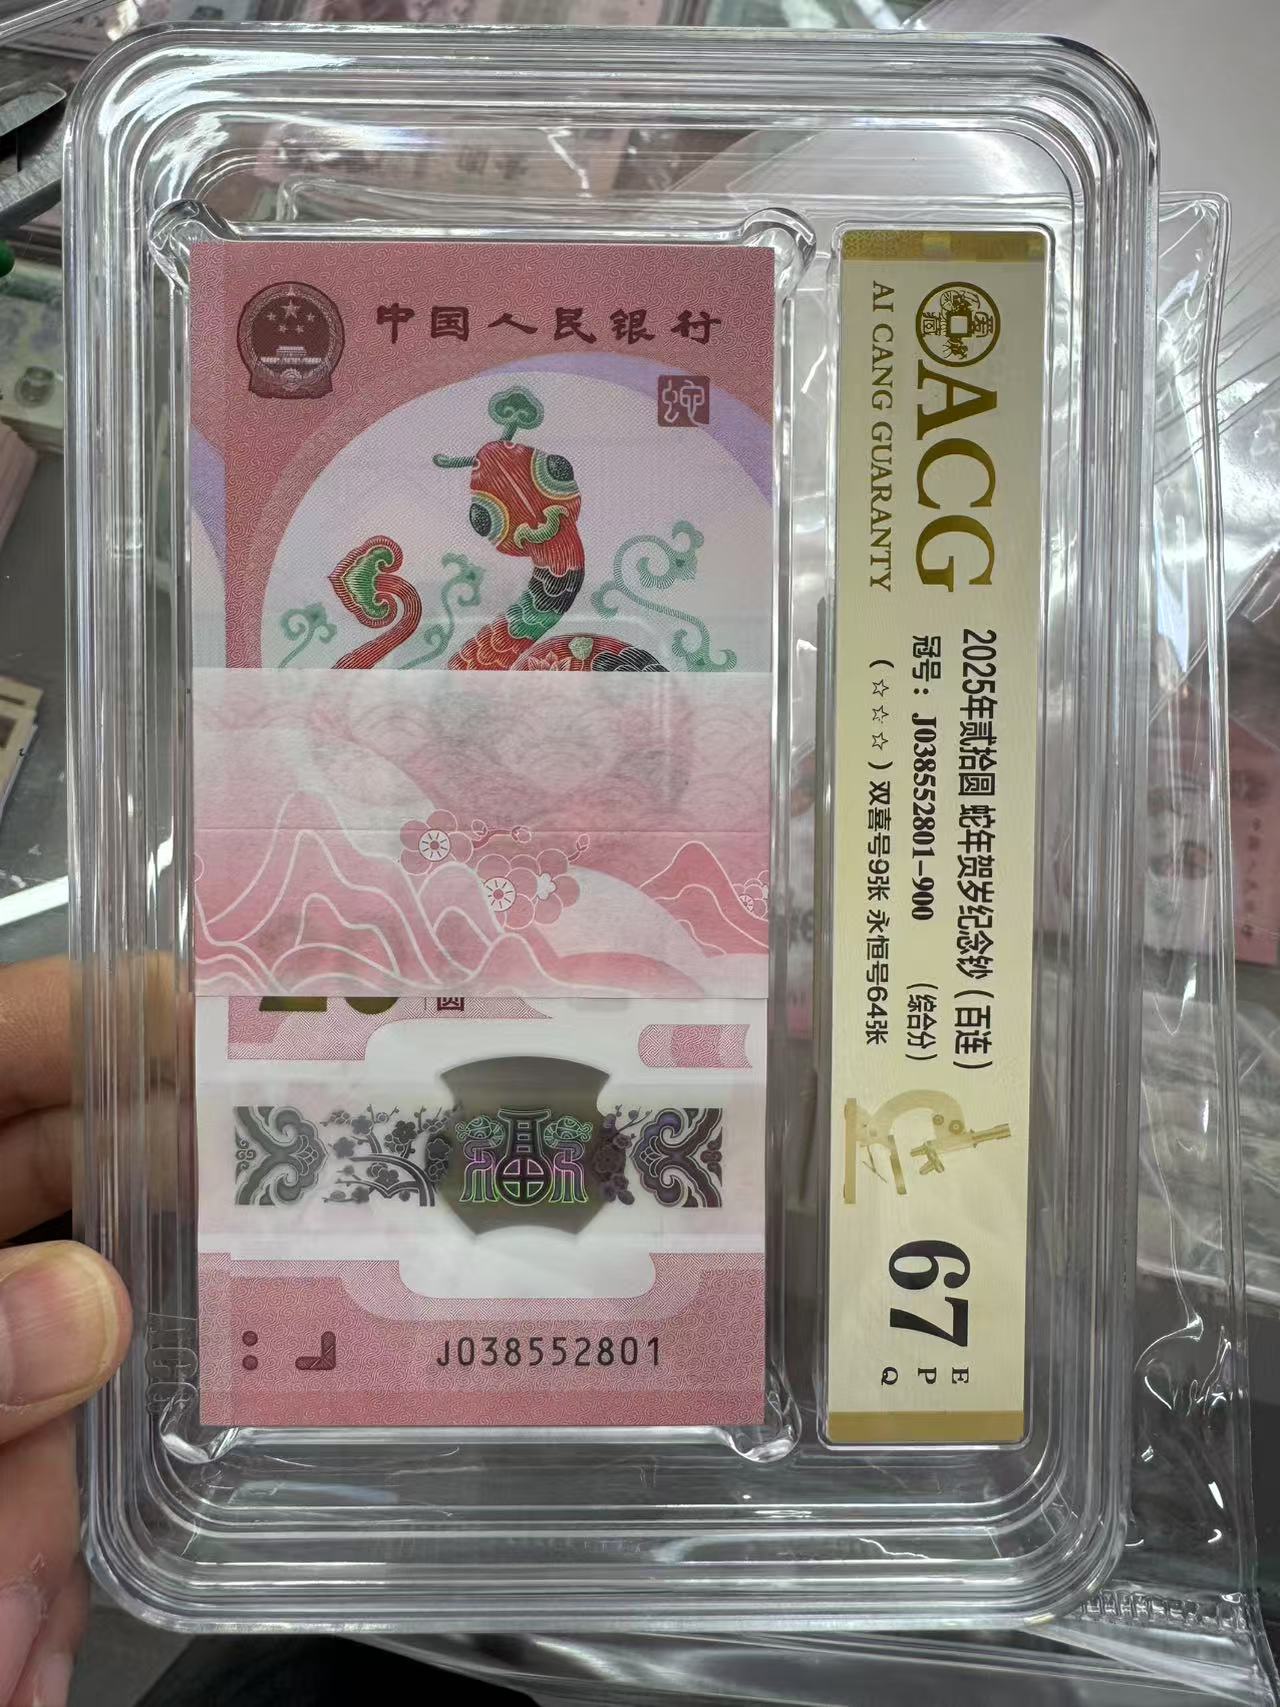 中国人民银行
蛇
圆
J038552801
ACG
AI CANG GUARANTY
2025年贰拾圆 蛇年贺岁纪念钞（百连）
冠号：J038552801-900 （综合分）
（☆☆☆）双喜号9张 永恒号64张
67
E
P
Q